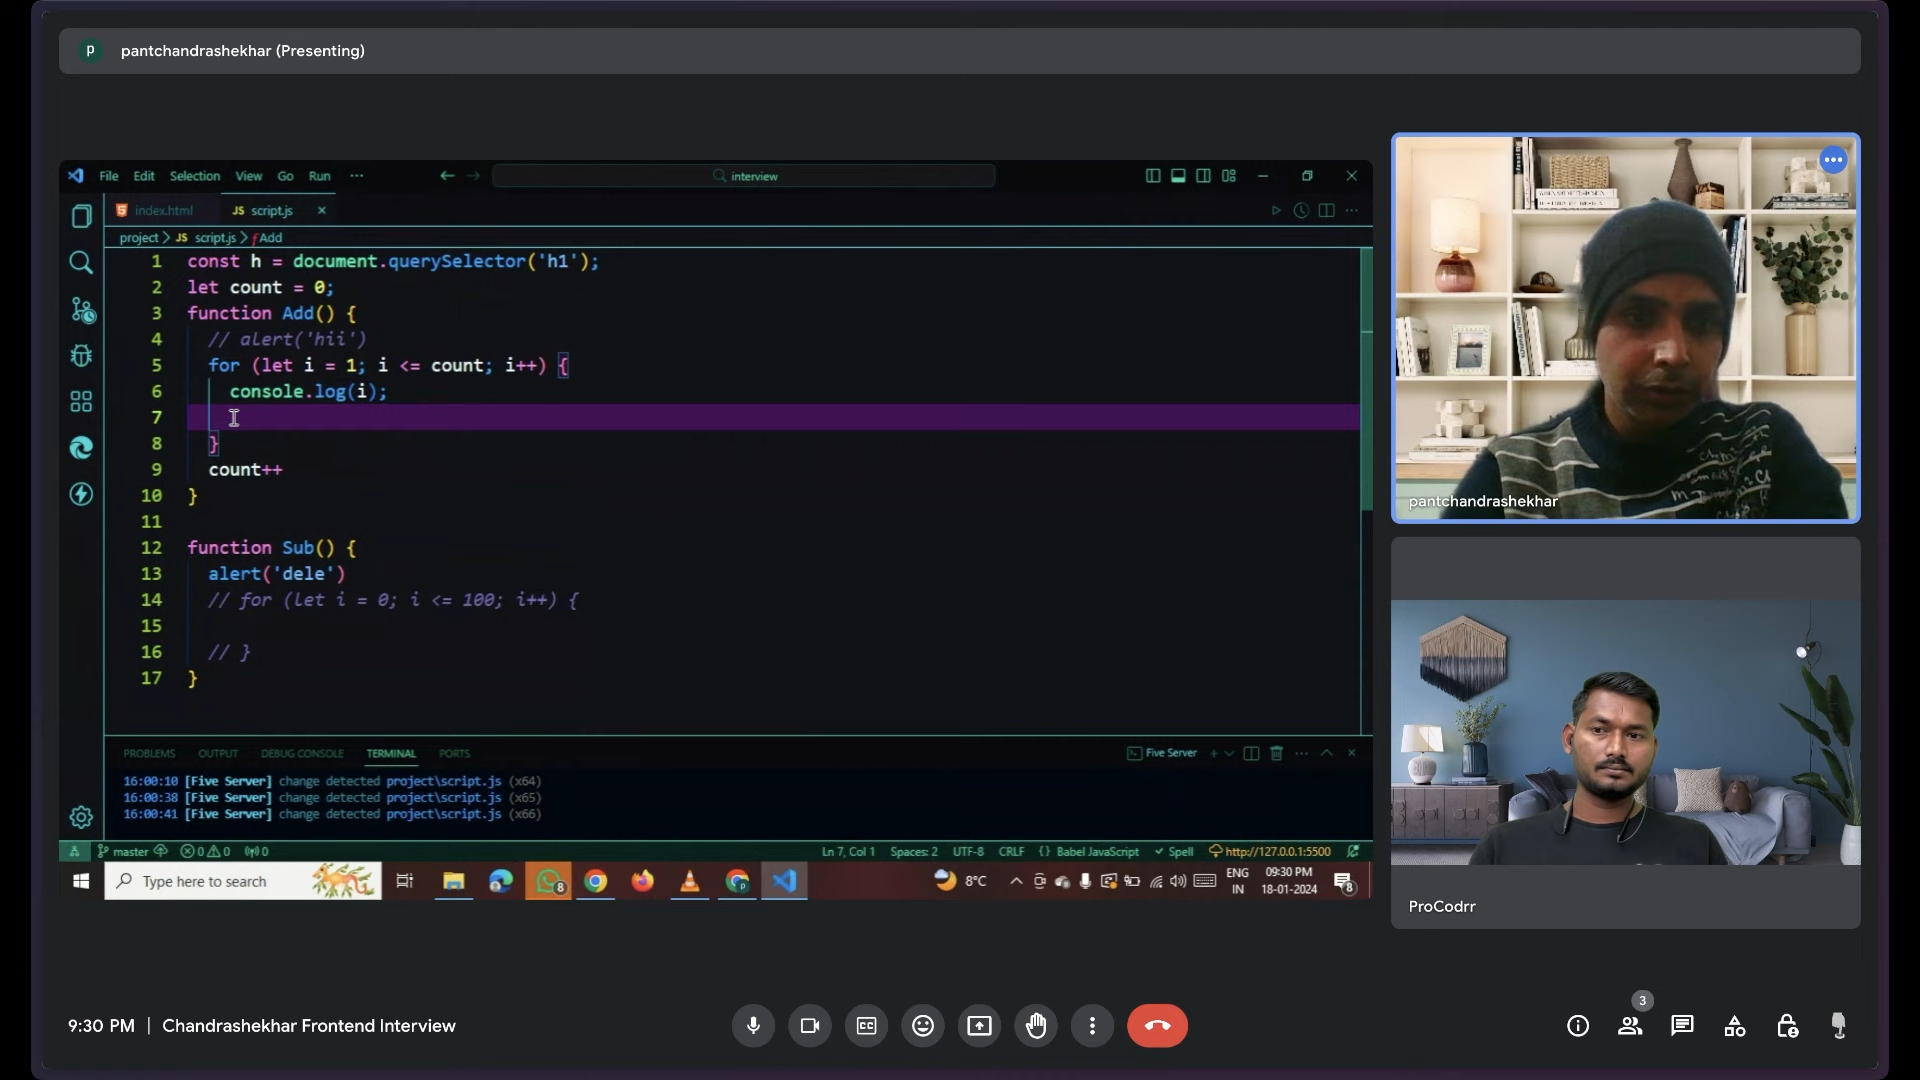 p pantchandrashekhar (Presenting)
File Edit Selection View Go Run ··· interview
index.html JS script.js
project > JS script.js > Add
1 const h = document.querySelector('h1');
2 let count = 0;
3 function Add() {
4 // alert('hii')
5 for (let i = 1; i <= count; i++) {
6 console.log(i);
7
8 }
9 count++
10 }
11
12 function Sub() {
13 alert('dele')
14 // for (let i = 0; i <= 100; i++) {
15
16 // }
17 }
PROBLEMS OUTPUT DEBUG CONSOLE TERMINAL PORTS Five Server
16:00:10 [Five Server] change detected project\script.js (x64)
16:00:38 [Five Server] change detected project\script.js (x65)
16:00:41 [Five Server] change detected project\script.js (x66)
master 0 0 0 Ln 7, Col 1 Spaces: 2 UTF-8 CRLF {} Babel JavaScript Spell http://127.0.0.1:5500
Type here to search 8 8°C ENG IN 09:30 PM 18-01-2024 8
pantchandrashekhar
ProCodrr
9:30 PM | Chandrashekhar Frontend Interview
CC
3